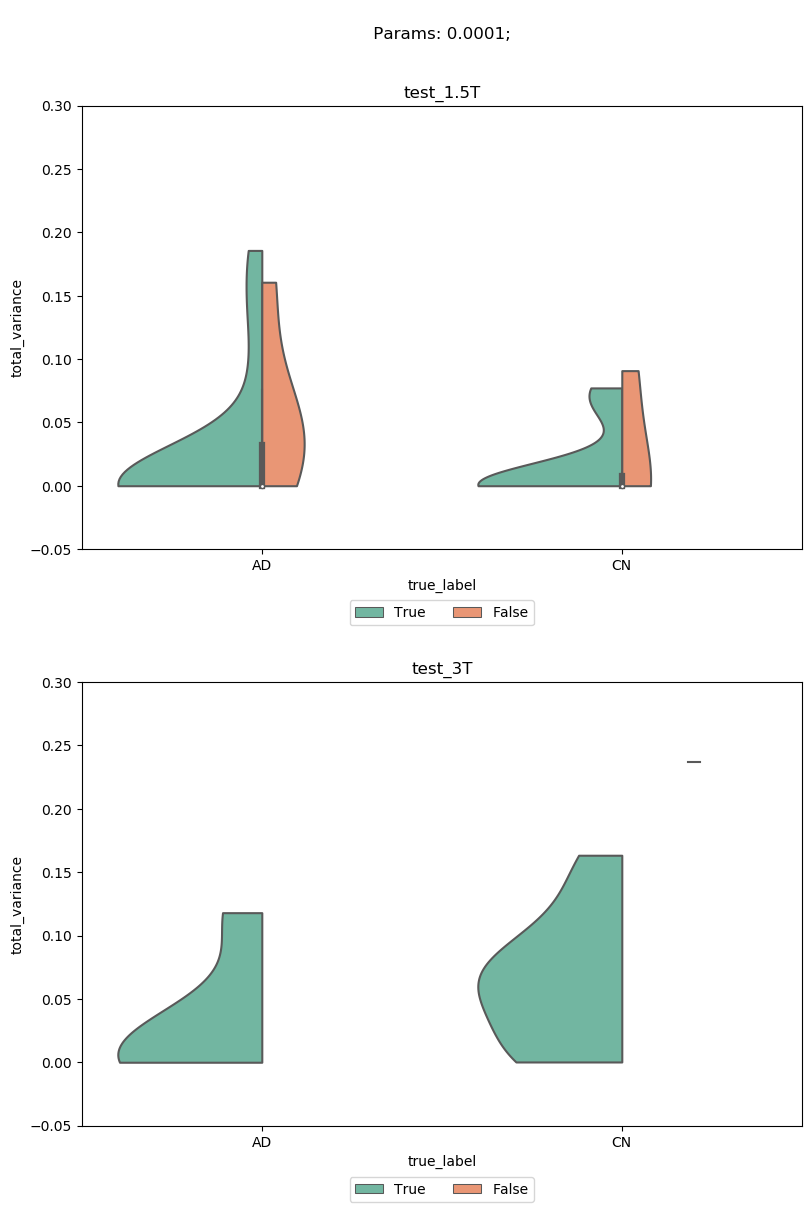 Params: 0.0001;
test_1.5T
0.30
0.25
0.20
0.15
0.10
0.05
0.00
−0.05
total_variance
AD CN
true_label
True False
test_3T
0.30
0.25
0.20
0.15
0.10
0.05
0.00
−0.05
total_variance
AD CN
true_label
True False